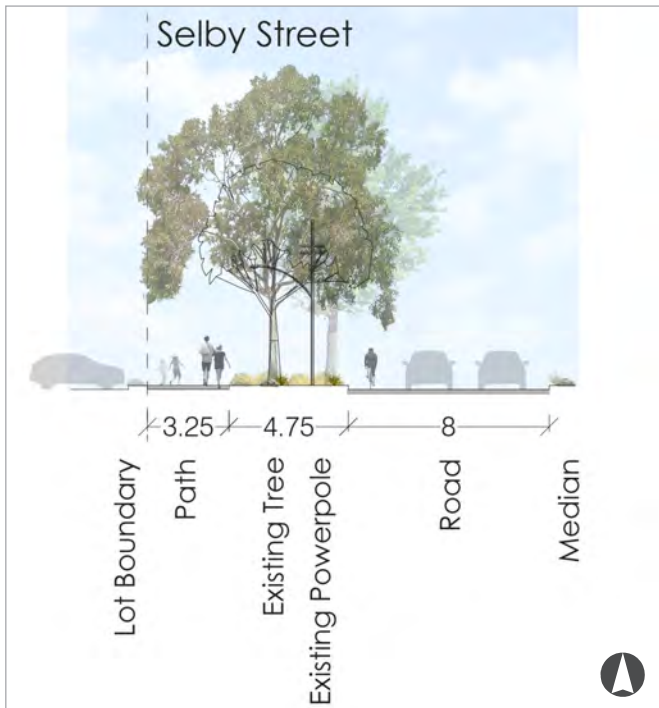 Selby Street
3.25
4.75
8
Lot Boundary
Path
Existing Tree
Existing Powerpole
Road
Median